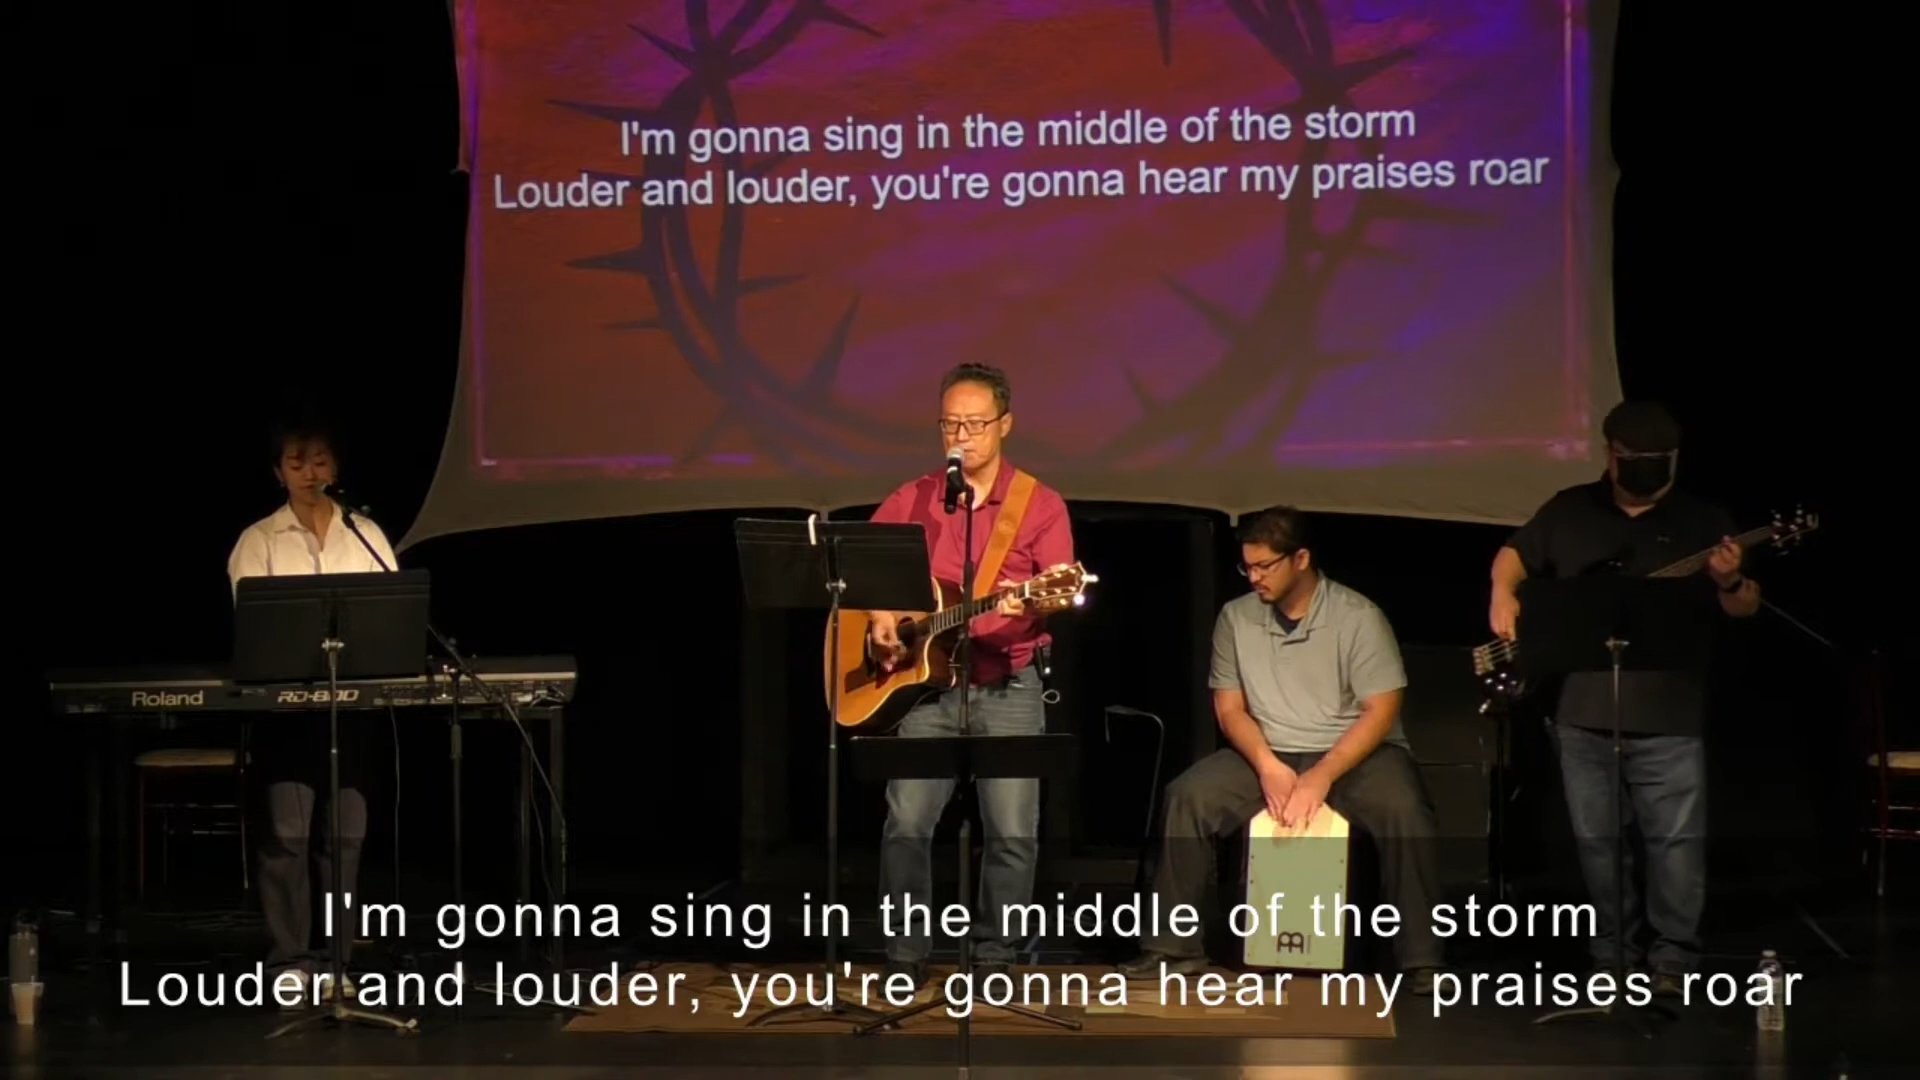 I'm gonna sing in the middle of the storm
Louder and louder, you're gonna hear my praises roar
Roland RD-800
I'm gonna sing in the middle of the storm
Louder and louder, you're gonna hear my praises roar